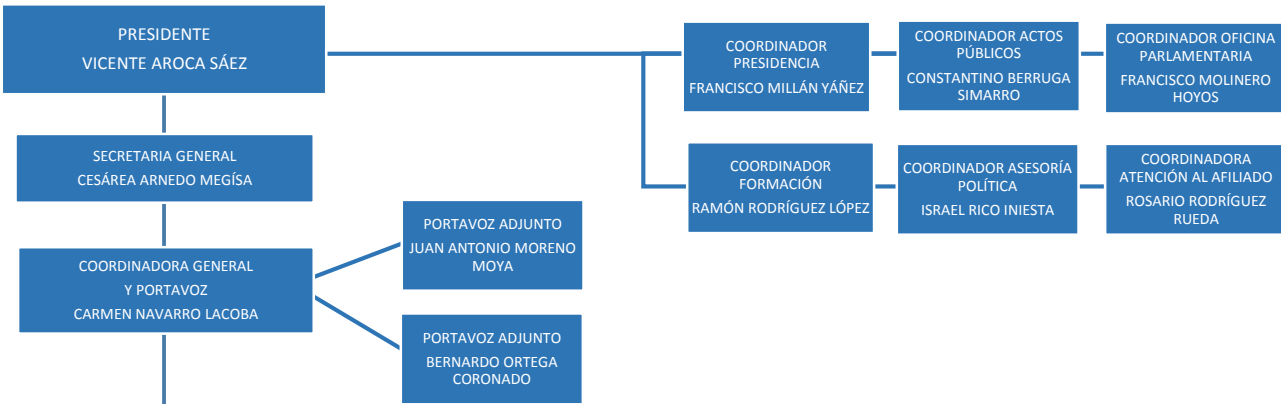 PRESIDENTE
VICENTE AROCA SÁEZ
COORDINADOR
PRESIDENCIA
FRANCISCO MILLÁN YÁÑEZ
COORDINADOR ACTOS
PÚBLICOS
CONSTANTINO BERRUGA
SIMARRO
COORDINADOR OFICINA
PARLAMENTARIA
FRANCISCO MOLINERO
HOYOS
SECRETARIA GENERAL
CESÁREA ARNEDO MEGÍSA
COORDINADOR
FORMACIÓN
RAMÓN RODRÍGUEZ LÓPEZ
COORDINADOR ASESORÍA
POLÍTICA
ISRAEL RICO INIESTA
COORDINADORA
ATENCIÓN AL AFILIADO
ROSARIO RODRÍGUEZ
RUEDA
COORDINADORA GENERAL
Y PORTAVOZ
CARMEN NAVARRO LACOBA
PORTAVOZ ADJUNTO
JUAN ANTONIO MORENO
MOYA
PORTAVOZ ADJUNTO
BERNARDO ORTEGA
CORONADO